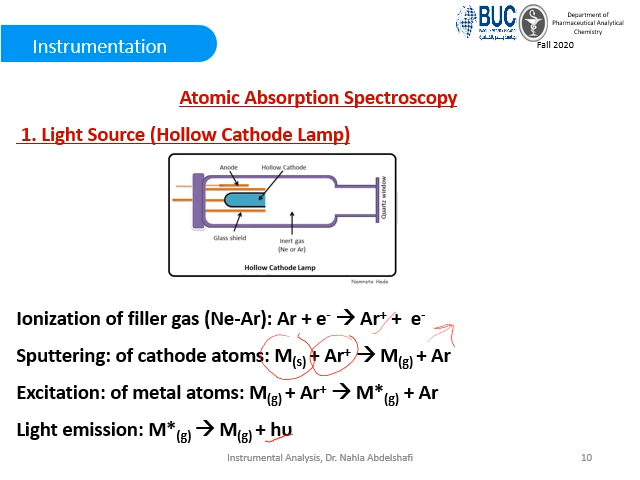 Instrumentation
BUC
Department of
Pharmaceutical Analytical
Chemistry
Fall 2020
Atomic Absorption Spectroscopy
1. Light Source (Hollow Cathode Lamp)
Anode
Hollow Cathode
Quartz window
Glass shield
Inert gas
(Ne or Ar)
Hollow Cathode Lamp
Namrata Heda
Ionization of filler gas (Ne-Ar): Ar + e⁻ → Ar⁺ + e⁻
Sputtering: of cathode atoms: M(s) + Ar⁺ → M(g) + Ar
Excitation: of metal atoms: M(g) + Ar⁺ → M*(g) + Ar
Light emission: M*(g) → M(g) + hυ
Instrumental Analysis, Dr. Nahla Abdelshafi
10